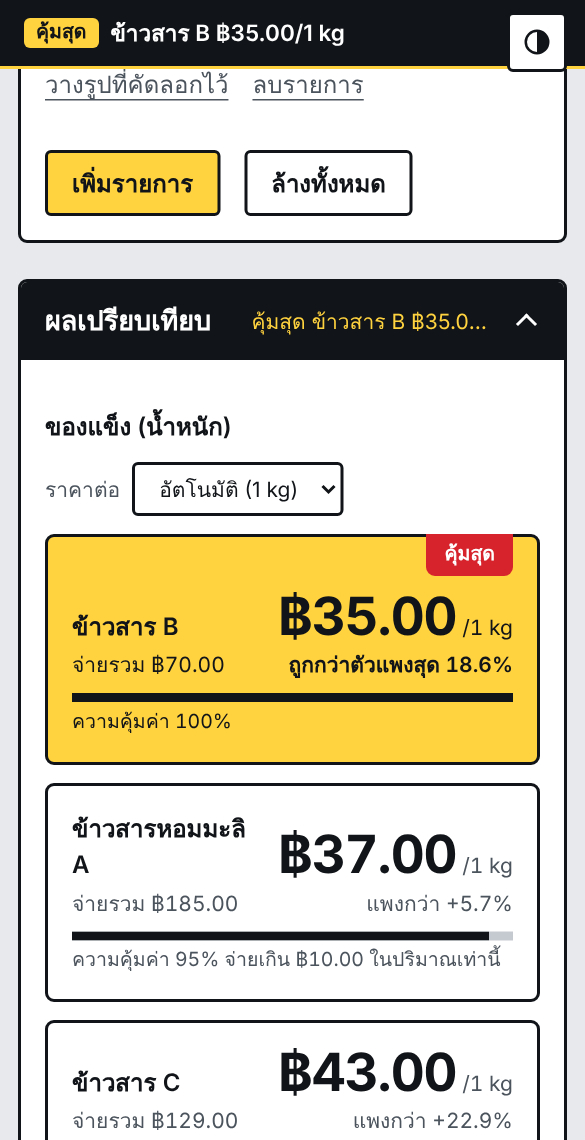 คุ้มสุด ข้าวสาร B ฿35.00/1 kg
วางรูปที่คัดลอกไว้ ลบรายการ
เพิ่มรายการ ล้างทั้งหมด
ผลเปรียบเทียบ คุ้มสุด ข้าวสาร B ฿35.0...
ของแข็ง (น้ำหนัก)
ราคาต่อ อัตโนมัติ (1 kg)
คุ้มสุด
ข้าวสาร B ฿35.00 /1 kg
จ่ายรวม ฿70.00 ถูกกว่าตัวแพงสุด 18.6%
ความคุ้มค่า 100%
ข้าวสารหอมมะลิ
A ฿37.00 /1 kg
จ่ายรวม ฿185.00 แพงกว่า +5.7%
ความคุ้มค่า 95% จ่ายเกิน ฿10.00 ในปริมาณเท่านี้
ข้าวสาร C ฿43.00 /1 kg
จ่ายรวม ฿129.00 แพงกว่า +22.9%